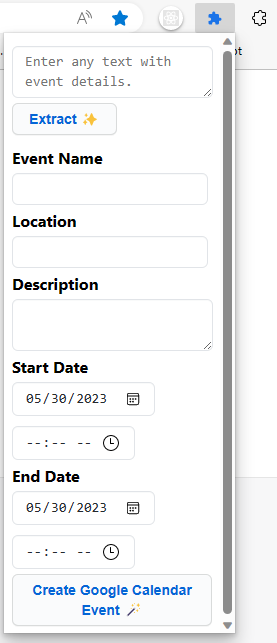 Enter any text with
event details.
Extract ✨
Event Name
Location
Description
Start Date
05/30/2023
--:-- --
End Date
05/30/2023
--:-- --
Create Google Calendar
Event 🪄